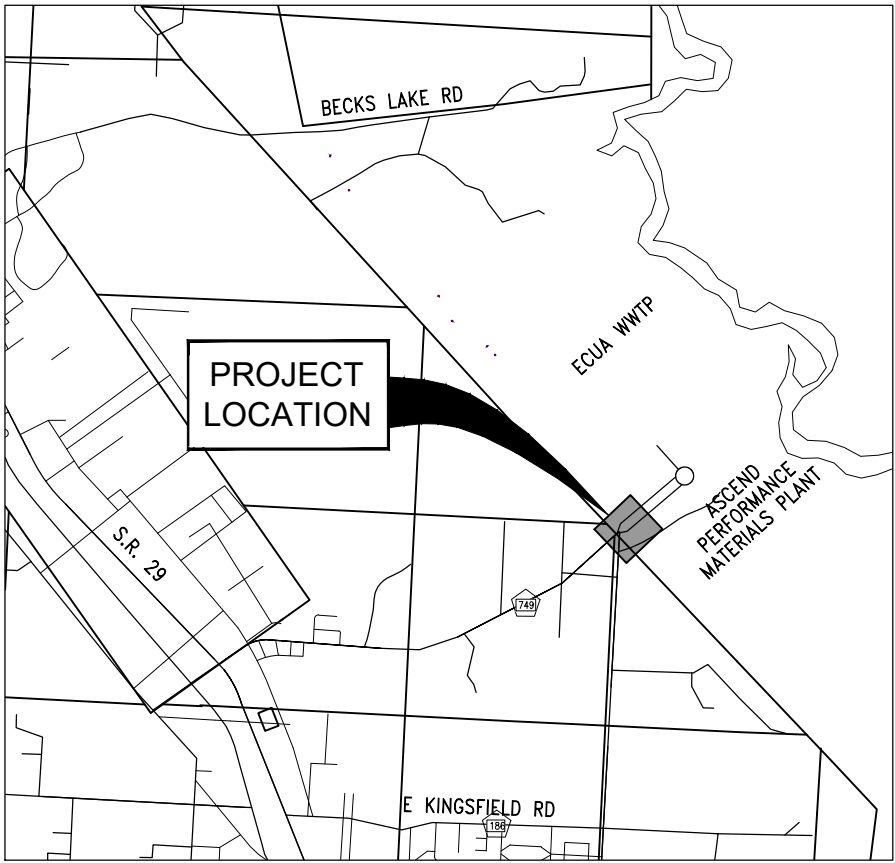 BECKS LAKE RD
ECUA WWTP
PROJECT
LOCATION
ASCEND
PERFORMANCE
MATERIALS PLANT
S.R. 29
749
E KINGSFIELD RD
186